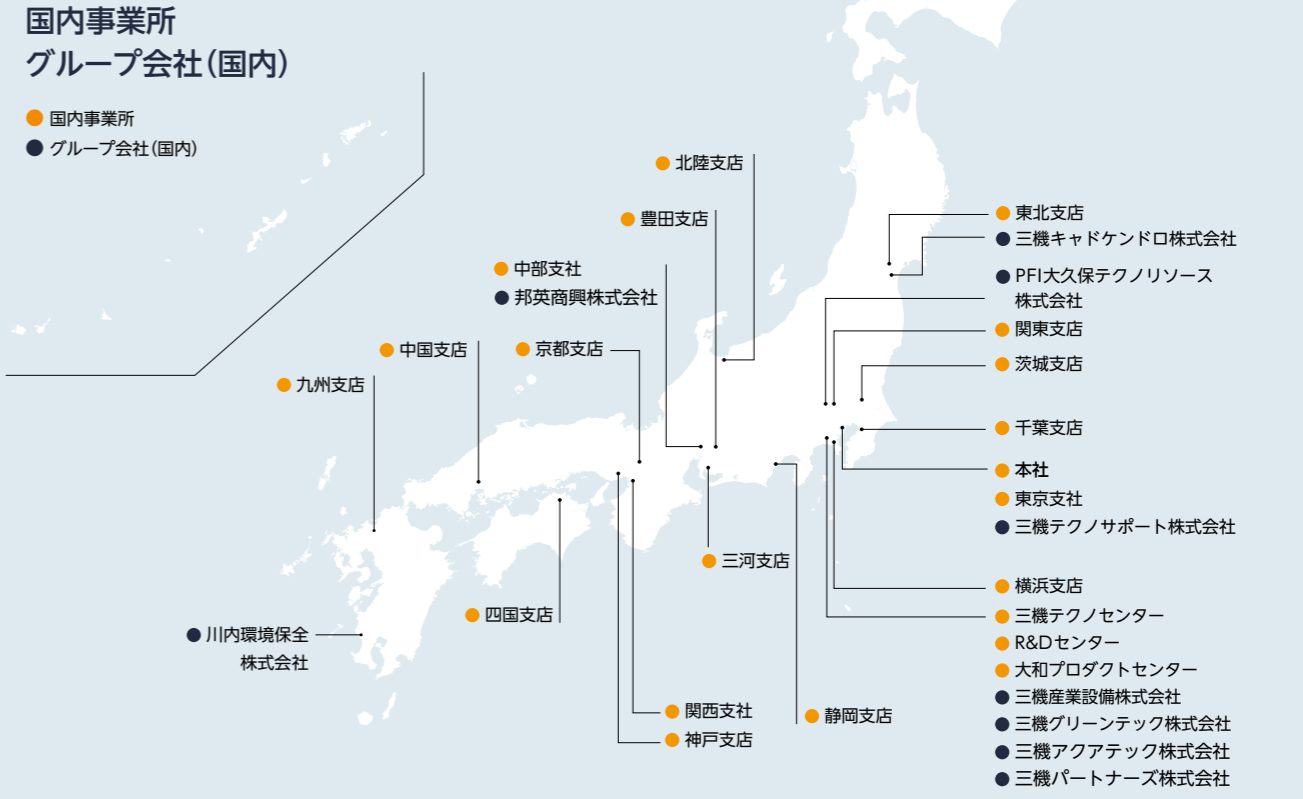 国内事業所
グループ会社（国内）
国内事業所
グループ会社（国内）
北陸支店
豊田支店
中部支社
邦英商興株式会社
中国支店
京都支店
九州支店
東北支店
三機キャドケンドロ株式会社
PFI大久保テクノリソース
株式会社
関東支店
茨城支店
千葉支店
本社
東京支社
三機テクノサポート株式会社
三河支店
四国支店
川内環境保全
株式会社
関西支社
神戸支店
静岡支店
横浜支店
三機テクノセンター
R&Dセンター
大和プロダクトセンター
三機産業設備株式会社
三機グリーンテック株式会社
三機アクアテック株式会社
三機パートナーズ株式会社